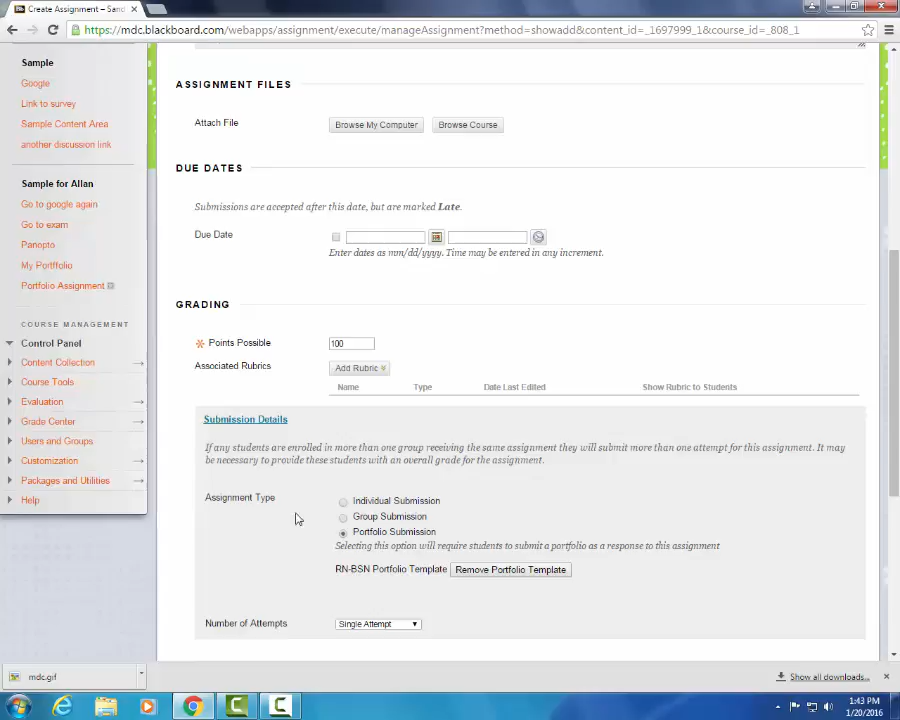 Create Assignment – Sand
https://mdc.blackboard.com/webapps/assignment/execute/manageAssignment?method=showadd&content_id=_1697999_1&course_id=_808_1
Sample
Google
Link to survey
Sample Content Area
another discussion link
Sample for Allan
Go to google again
Go to exam
Panopto
My Portffolio
Portfolio Assignment
COURSE MANAGEMENT
Control Panel
Content Collection
Course Tools
Evaluation
Grade Center
Users and Groups
Customization
Packages and Utilities
Help
ASSIGNMENT FILES
Attach File
Browse My Computer
Browse Course
DUE DATES
Submissions are accepted after this date, but are marked Late.
Due Date
Enter dates as mm/dd/yyyy. Time may be entered in any increment.
GRADING
Points Possible
100
Associated Rubrics
Add Rubric
Name Type Date Last Edited Show Rubric to Students
Submission Details
If any students are enrolled in more than one group receiving the same assignment they will submit more than one attempt for this assignment. It may
be necessary to provide these students with an overall grade for the assignment.
Assignment Type
Individual Submission
Group Submission
Portfolio Submission
Selecting this option will require students to submit a portfolio as a response to this assignment
RN-BSN Portfolio Template Remove Portfolio Template
Number of Attempts
Single Attempt
mdc.gif
Show all downloads...
1:43 PM
1/20/2016